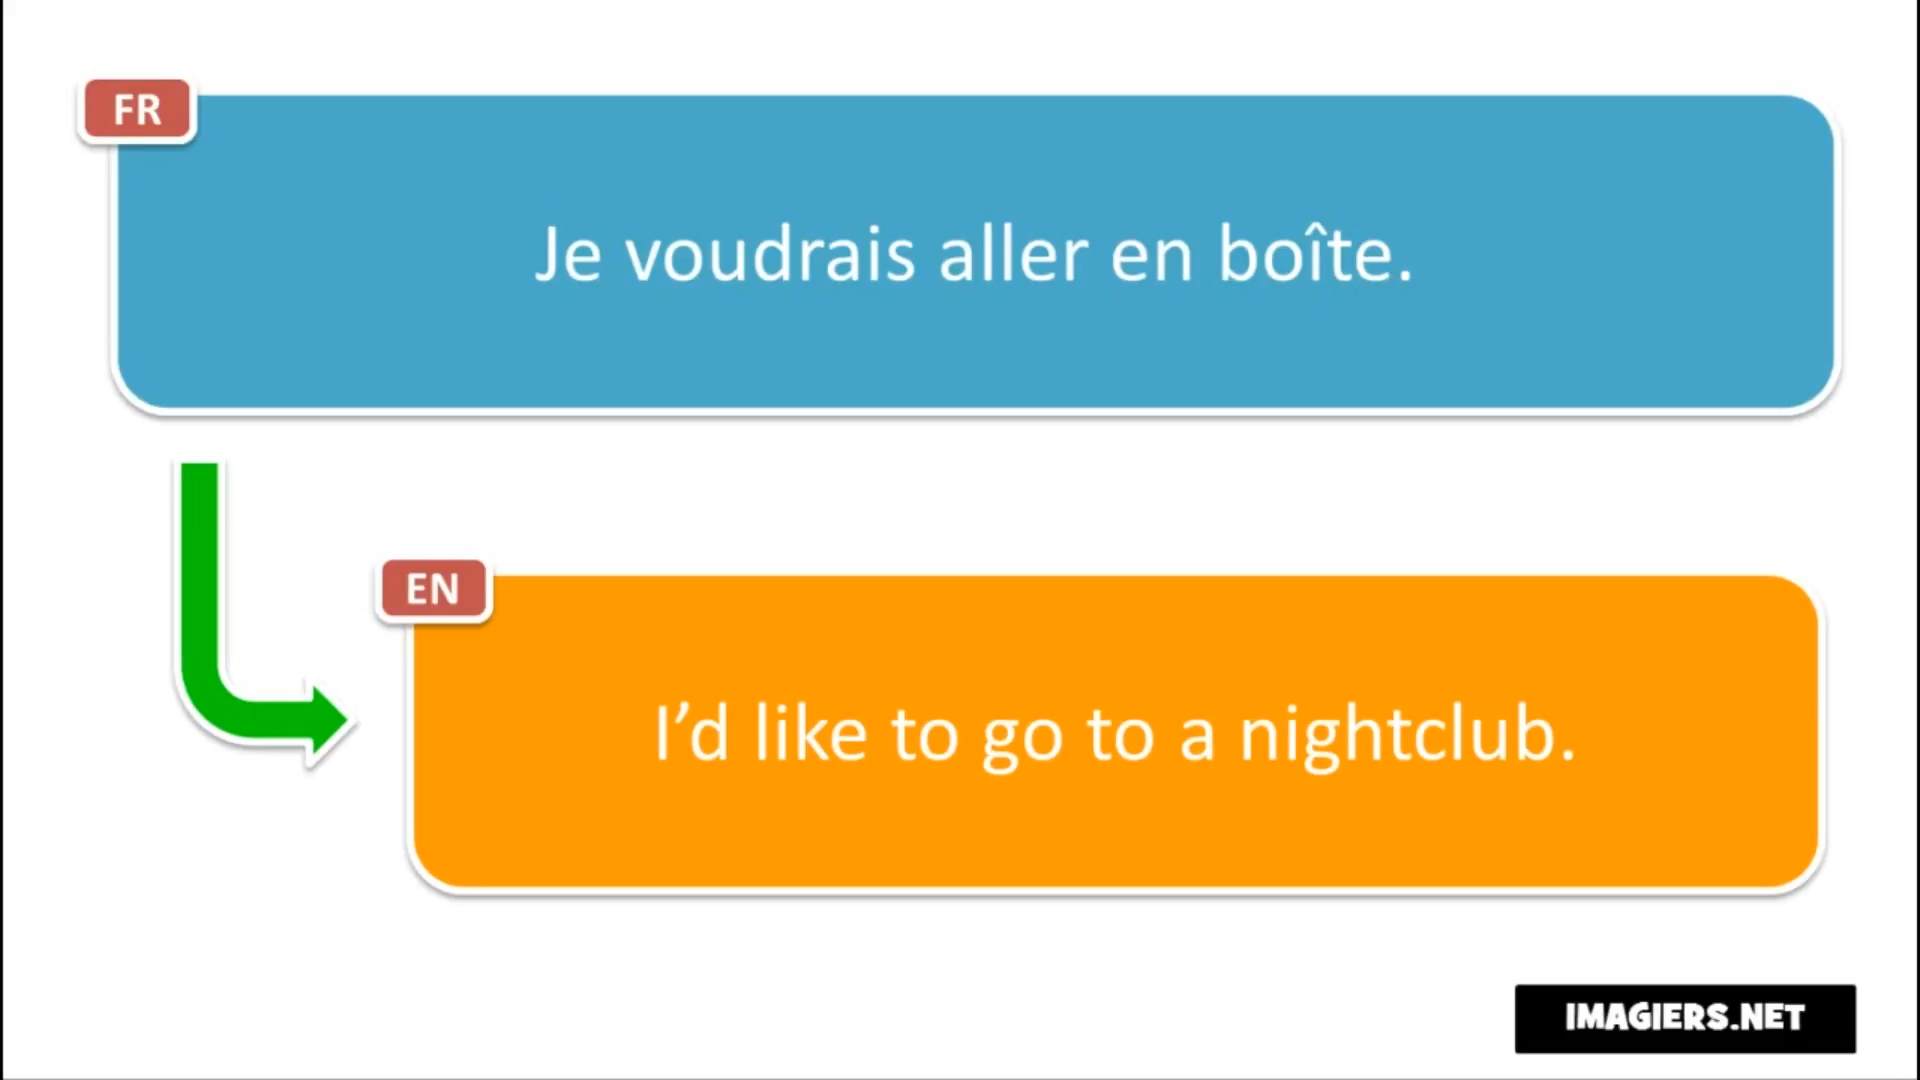 FR
Je voudrais aller en boîte.
EN
I’d like to go to a nightclub.
IMAGIERS.NET